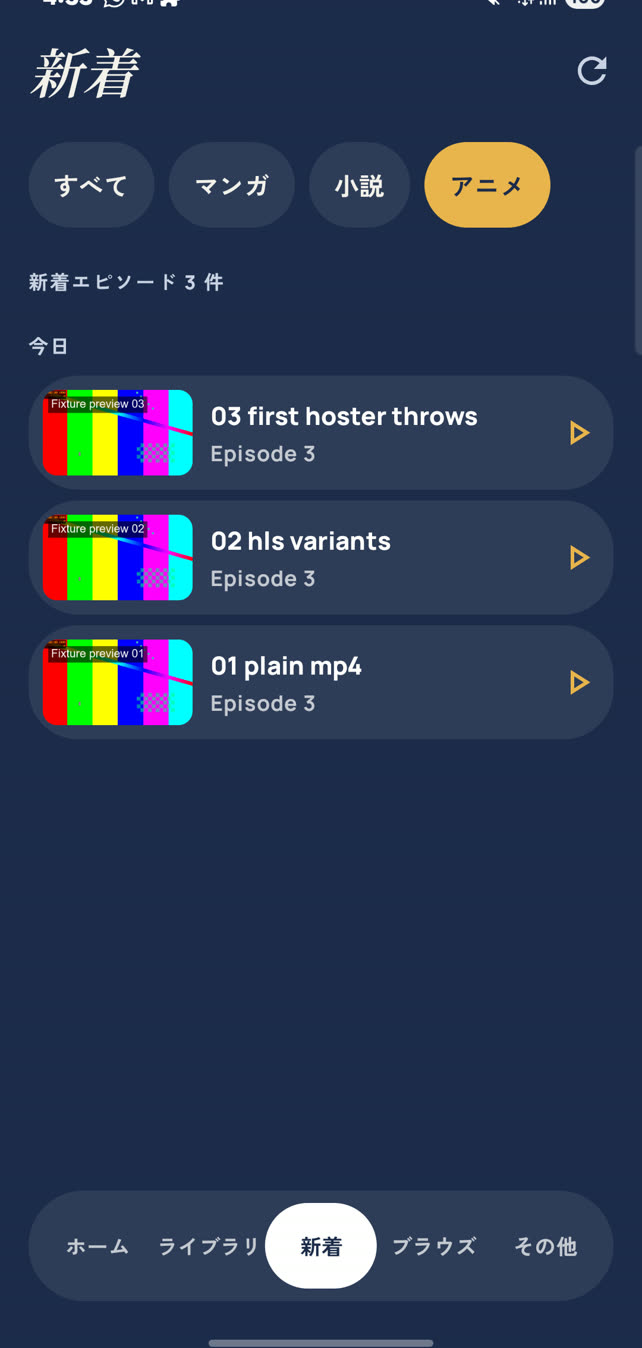 新着
すべて
マンガ
小説
アニメ
新着エピソード 3 件
今日
Fixture preview 03
03 first hoster throws
Episode 3
Fixture preview 02
02 hls variants
Episode 3
Fixture preview 01
01 plain mp4
Episode 3
ホーム
ライブラリ
新着
ブラウズ
その他